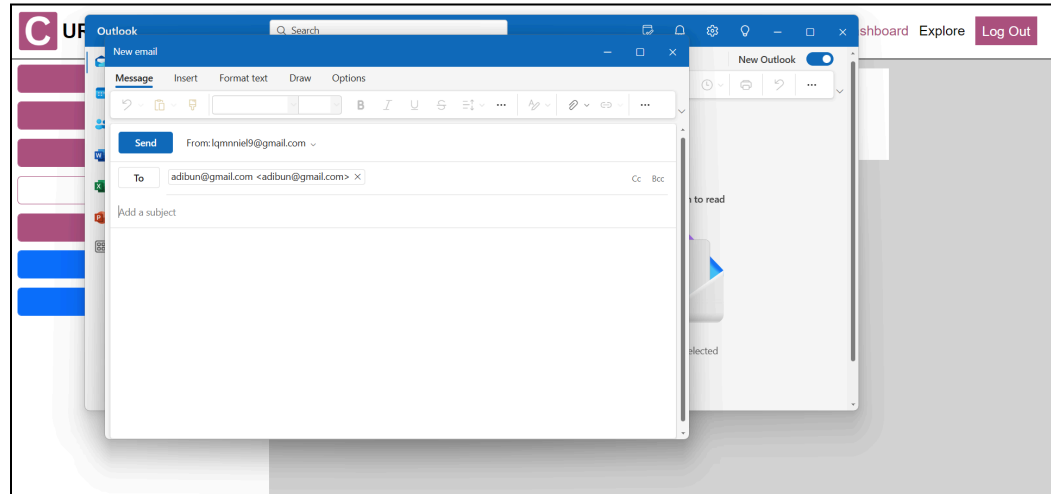 C UR
shboard Explore Log Out
Outlook
Search
New Outlook
New email
Message Insert Format text Draw Options
B I U S
Send From: lqmnniel9@gmail.com
To adibun@gmail.com <adibun@gmail.com> Cc Bcc
Add a subject
to read
elected